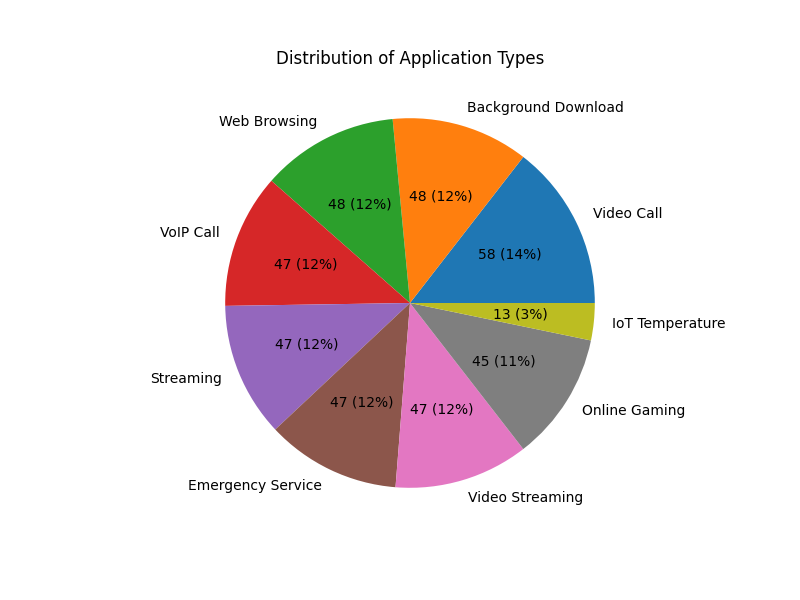 Distribution of Application Types
Background Download
Web Browsing
48 (12%)
48 (12%)
Video Call
VoIP Call
58 (14%)
47 (12%)
13 (3%)
IoT Temperature
47 (12%)
45 (11%)
Streaming
47 (12%)
47 (12%)
Online Gaming
Emergency Service
Video Streaming